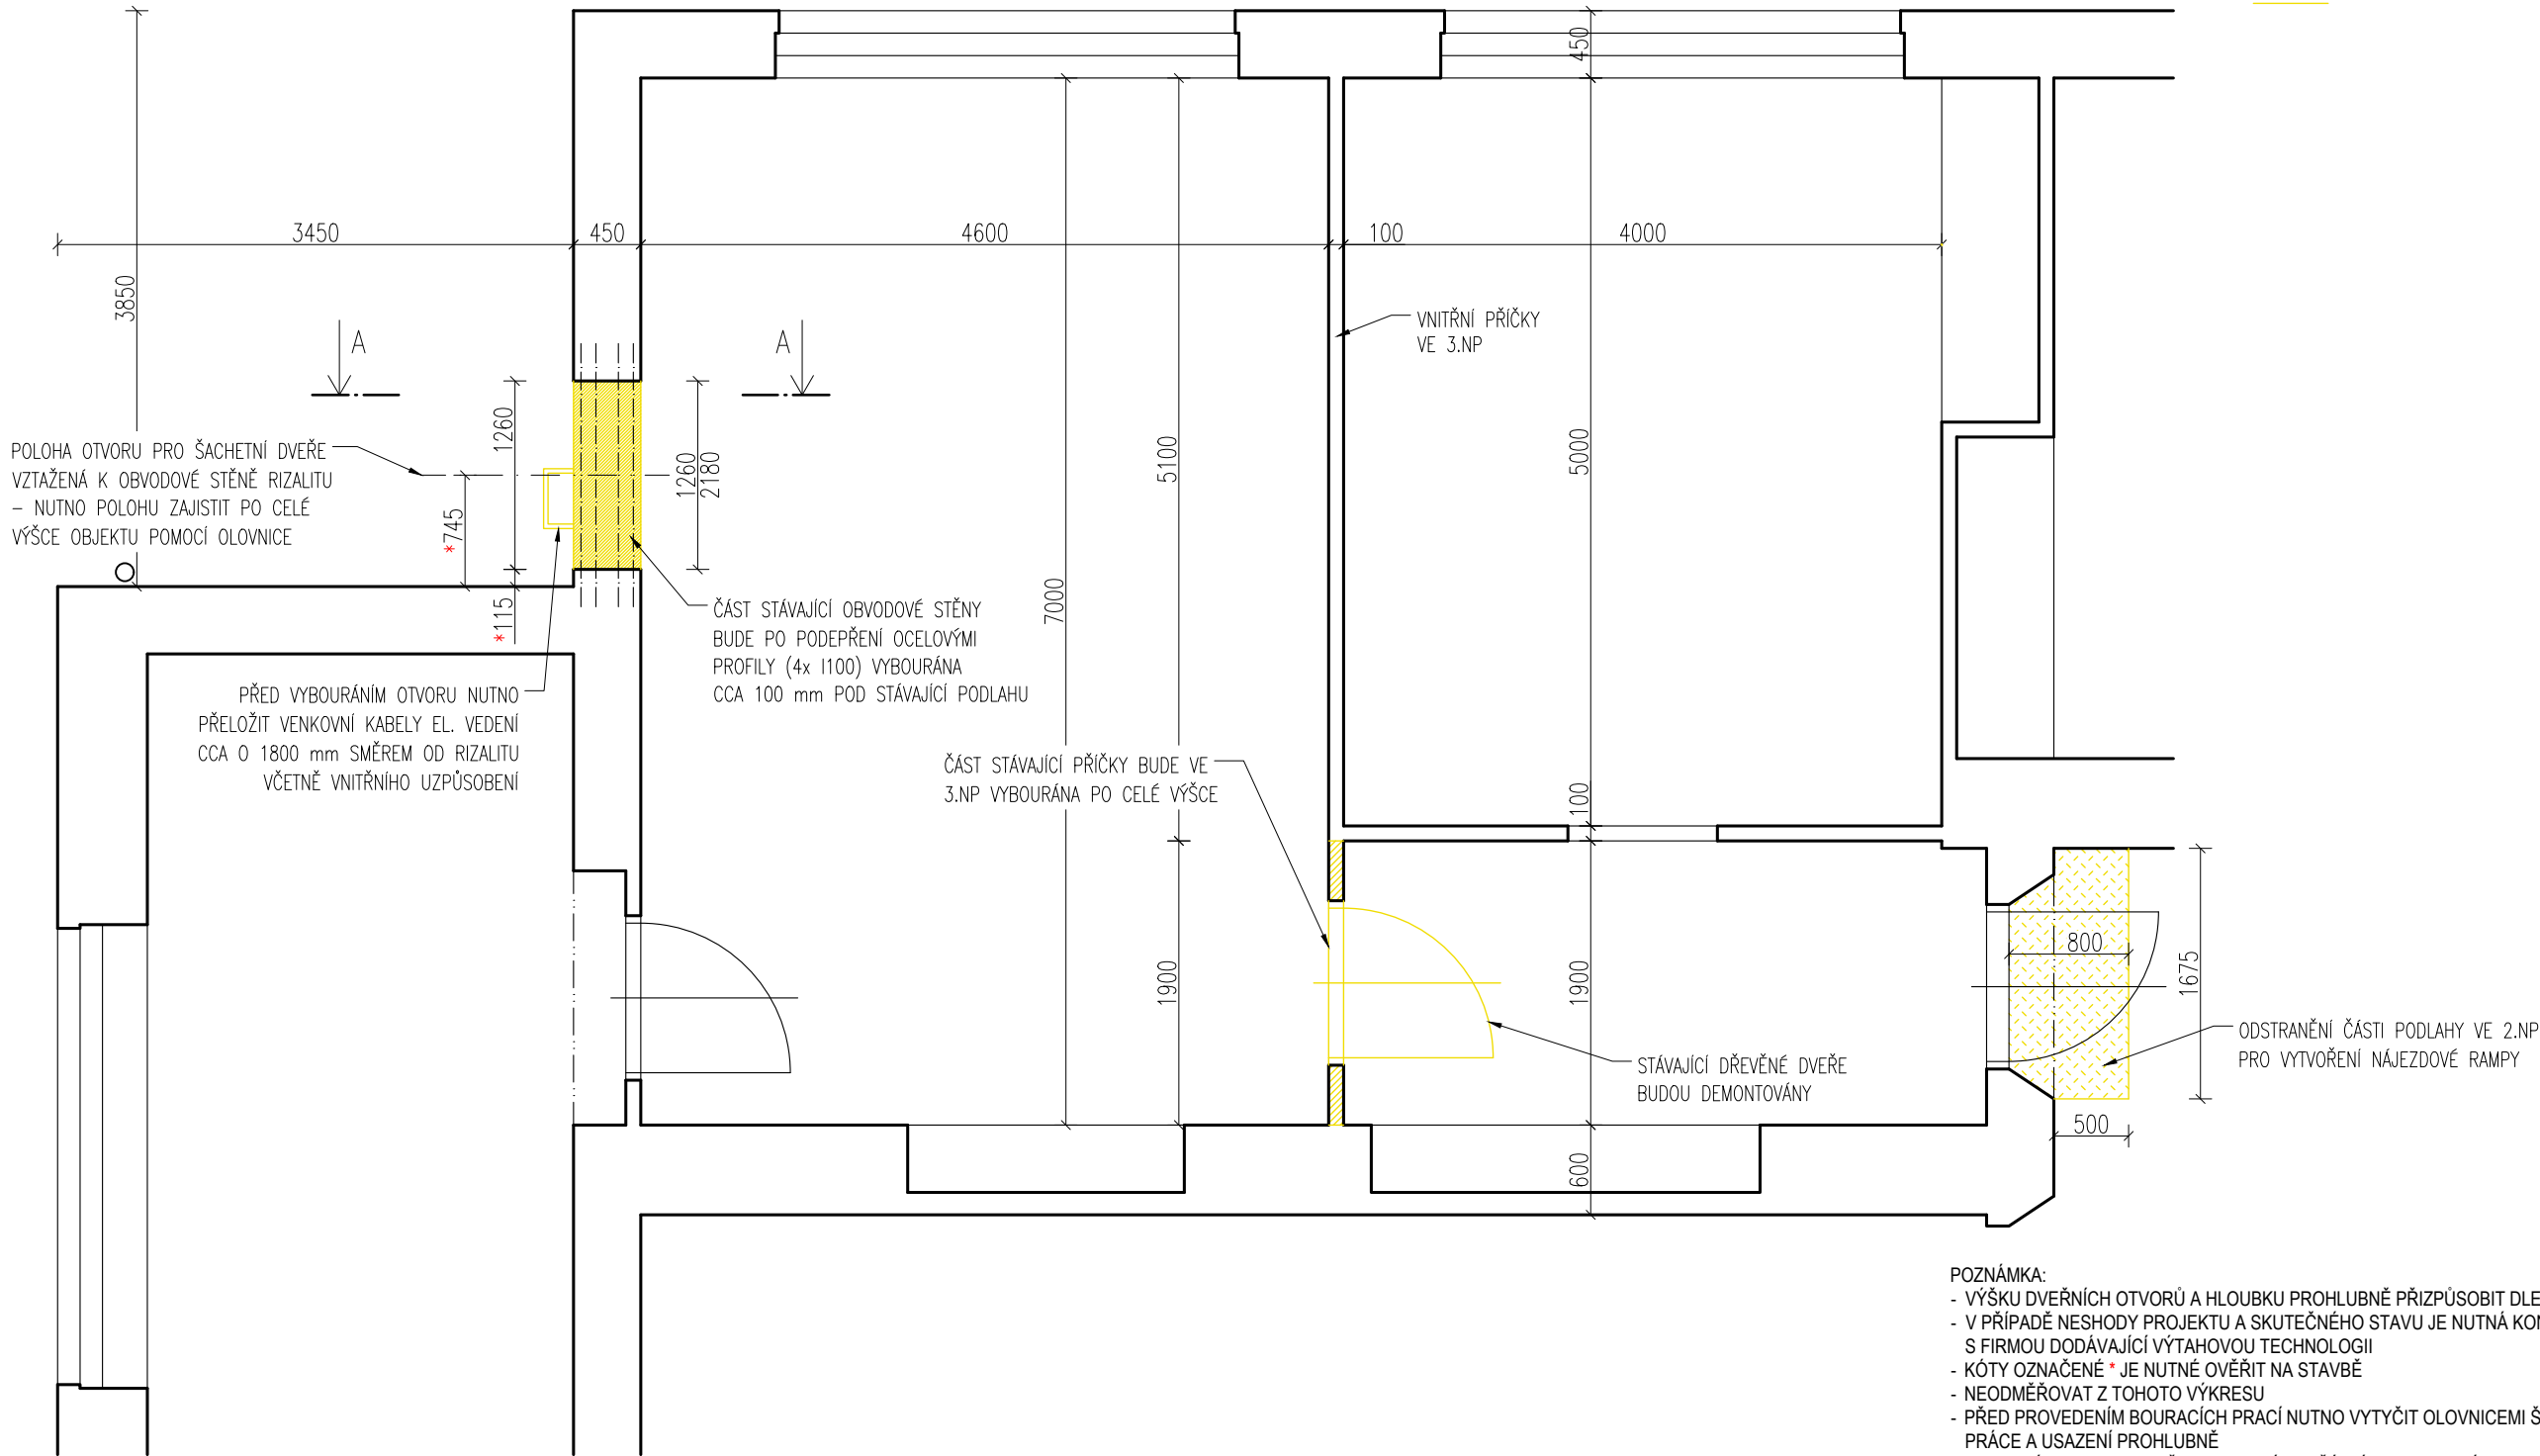 450
3450
450
4600
100
4000
3850
VNITŘNÍ PŘÍČKY
VE 3.NP
A
A
1260
1260
2180
5100
5000
POLOHA OTVORU PRO ŠACHETNÍ DVEŘE
VZTAŽENÁ K OBVODOVÉ STĚNĚ RIZALITU
– NUTNO POLOHU ZAJISTIT PO CELÉ
VÝŠCE OBJEKTU POMOCÍ OLOVNICE
*745
*115
7000
ČÁST STÁVAJÍCÍ OBVODOVÉ STĚNY
BUDE PO PODEPŘENÍ OCELOVÝMI
PROFILY (4x I100) VYBOURÁNA
CCA 100 mm POD STÁVAJÍCÍ PODLAHU
PŘED VYBOURÁNÍM OTVORU NUTNO
PŘELOŽIT VENKOVNÍ KABELY EL. VEDENÍ
CCA O 1800 mm SMĚREM OD RIZALITU
VČETNĚ VNITŘNÍHO UZPŮSOBENÍ
ČÁST STÁVAJÍCÍ PŘÍČKY BUDE VE
3.NP VYBOURÁNA PO CELÉ VÝŠCE
100
1900
1900
800
1675
ODSTRANĚNÍ ČÁSTI PODLAHY VE 2.NP
PRO VYTVOŘENÍ NÁJEZDOVÉ RAMPY
STÁVAJÍCÍ DŘEVĚNÉ DVEŘE
BUDOU DEMONTOVÁNY
500
600
POZNÁMKA:
- VÝŠKU DVEŘNÍCH OTVORŮ A HLOUBKU PROHLUBNĚ PŘIZPŮSOBIT DLE
- V PŘÍPADĚ NESHODY PROJEKTU A SKUTEČNÉHO STAVU JE NUTNÁ
S FIRMOU DODÁVAJÍCÍ VÝTAHOVOU TECHNOLOGII
- KÓTY OZNAČENÉ * JE NUTNÉ OVĚŘIT NA STAVBĚ
- NEODMĚŘOVAT Z TOHOTO VÝKRESU
- PŘED PROVEDENÍM BOURACÍCH PRACÍ NUTNO VYTYČIT OLOVNICEMI
PRÁCE A USAZENÍ PROHLUBNĚ